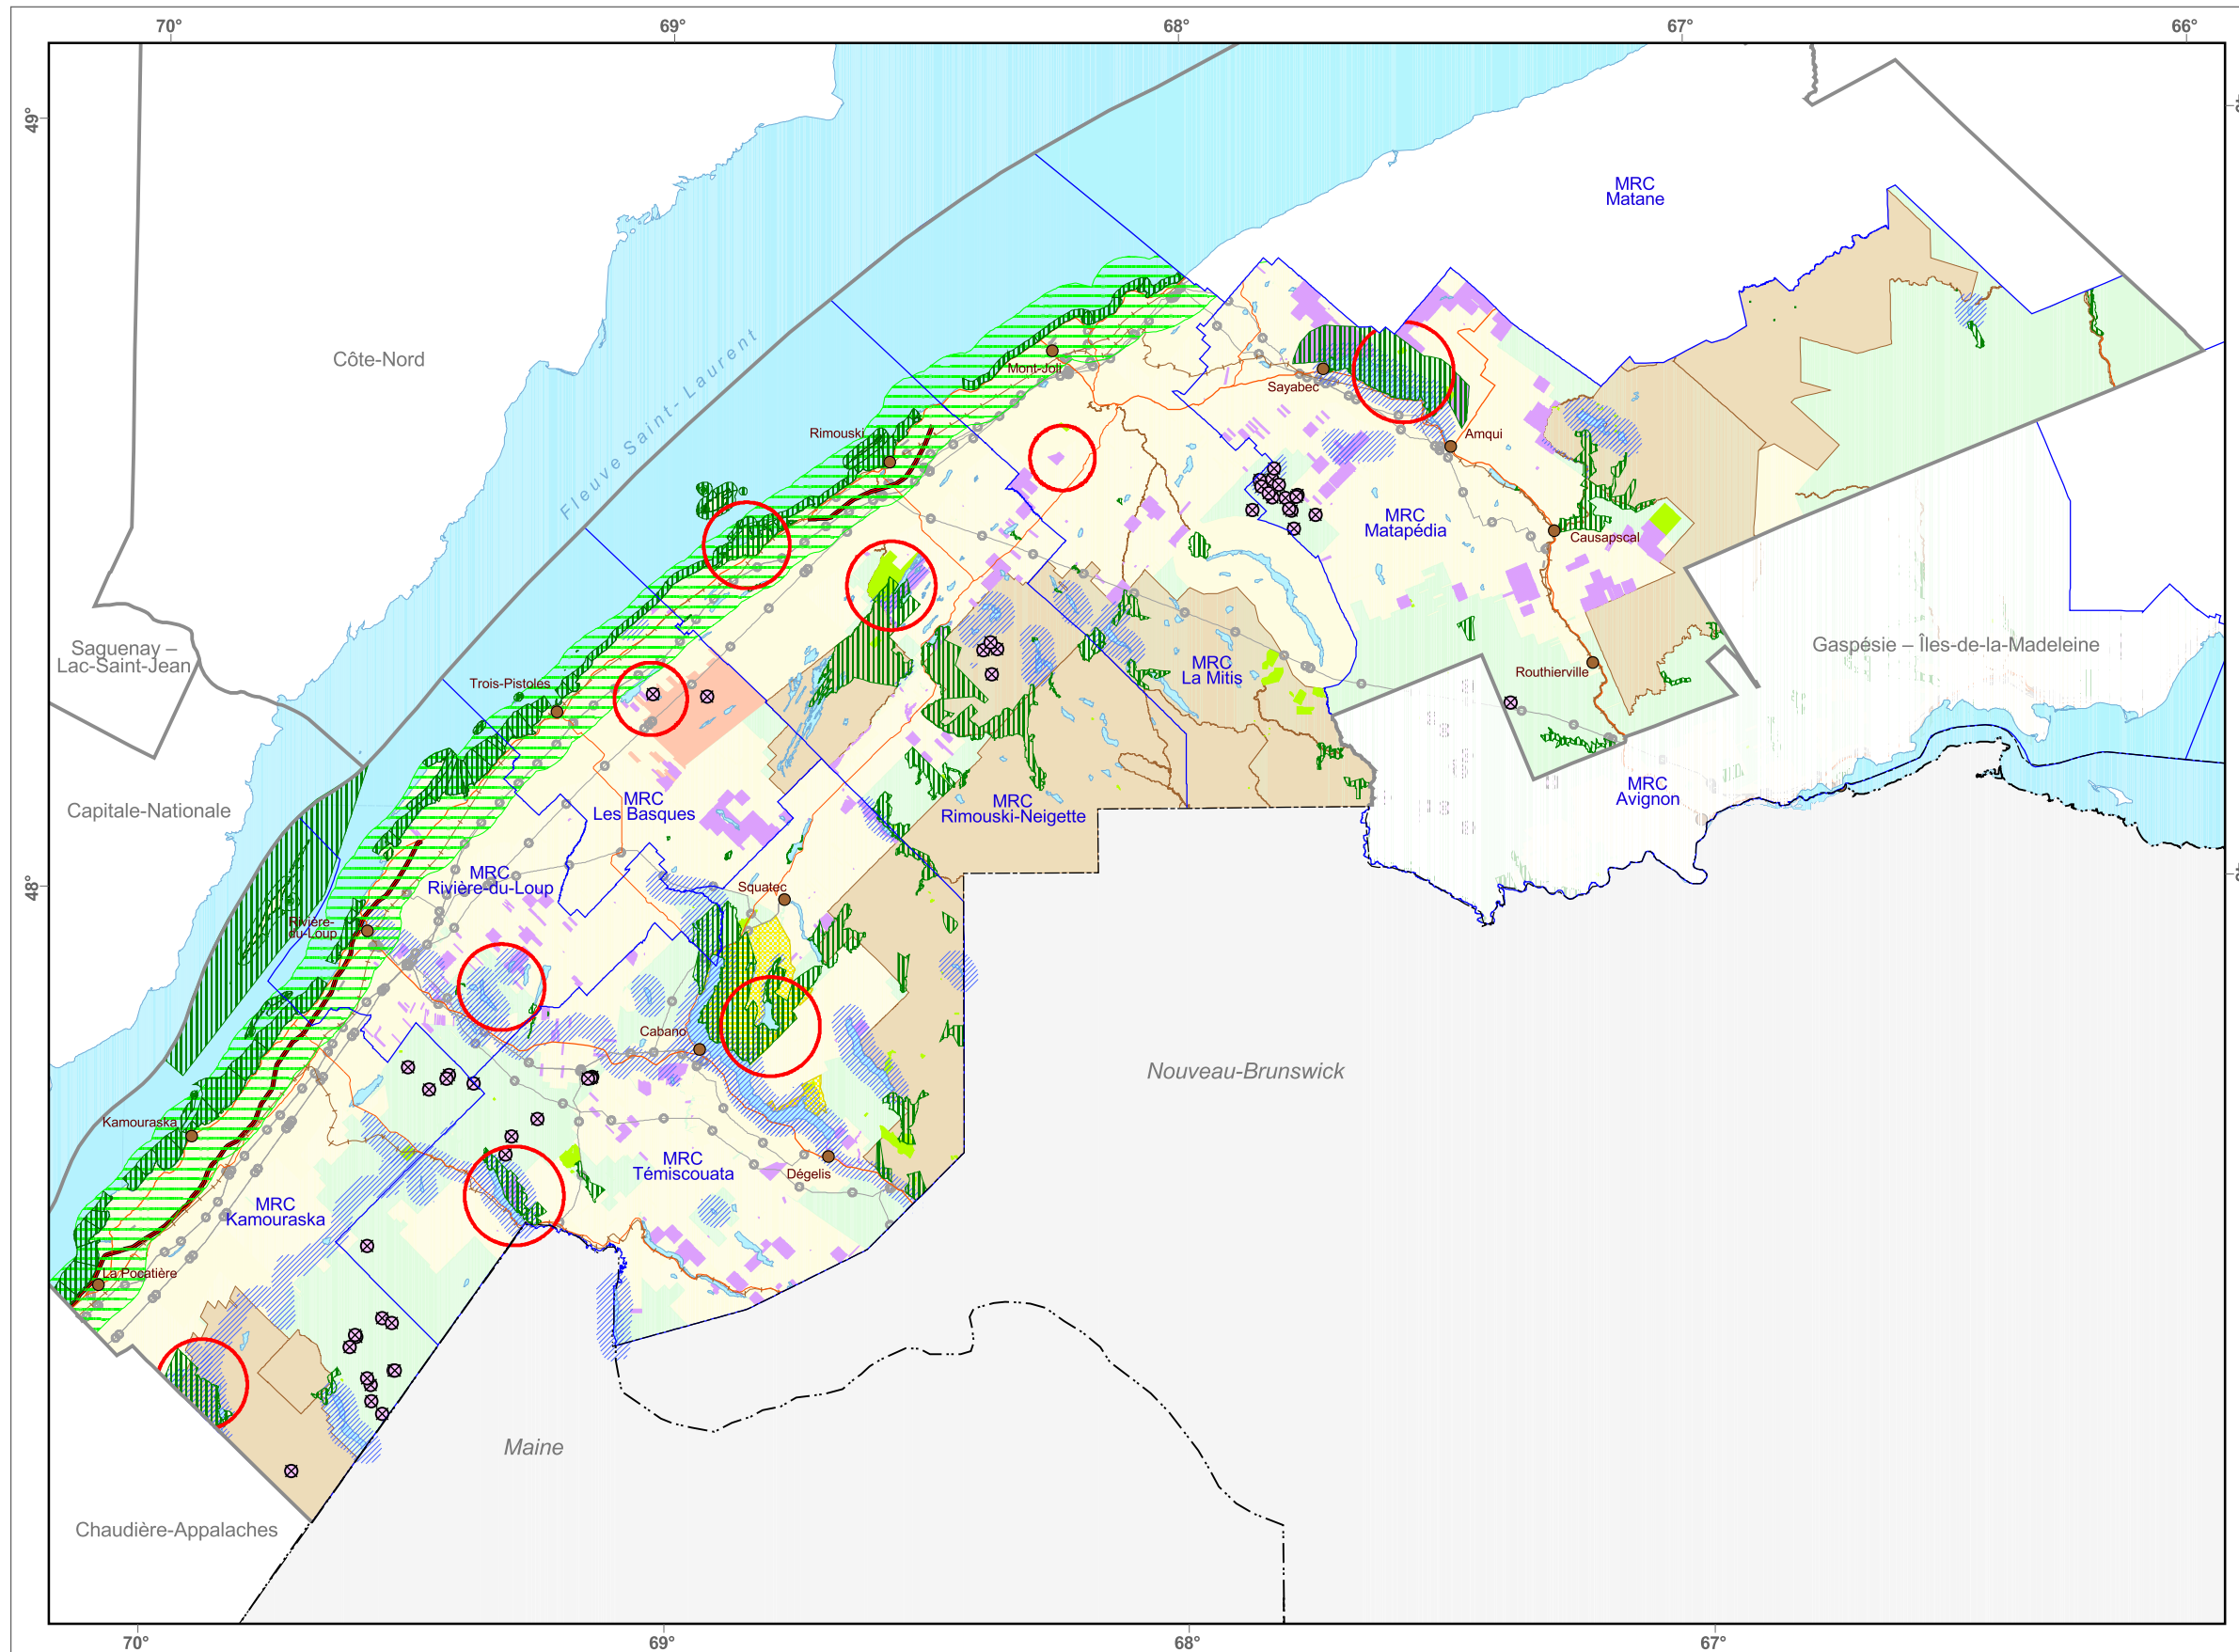 70°
69°
68°
67°
66°
49°
MRC
Matane
Côte-Nord
Fleuve Saint-Laurent
Mont-Joli
Sayabec
Rimouski
Amqui
MRC
Matapédia
Causapscal
Saguenay –
Lac-Saint-Jean
Gaspésie – Îles-de-la-Madeleine
MRC
La Mitis
Routhierville
Trois-Pistoles
MRC
Avignon
Capitale-Nationale
MRC
Les Basques
MRC
Rimouski-Neigette
48°
MRC
Rivière-du-Loup
Squatec
Rivière-
du-Loup
Cabano
Nouveau-Brunswick
Kamouraska
MRC
Témiscouata
Dégelis
MRC
Kamouraska
La Pocatière
Maine
Chaudière-Appalaches
70°
69°
68°
67°